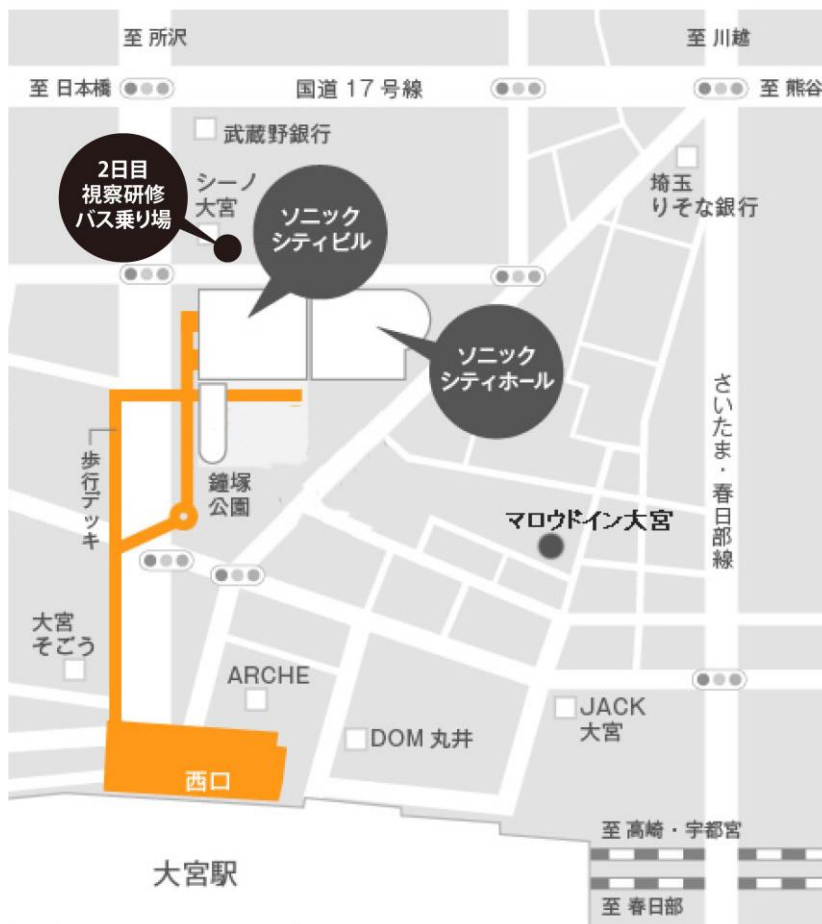 至 所沢
至 川越
至 日本橋
国道 17 号線
至 熊谷
武蔵野銀行
2日目
視察研修
バス乗り場
シーノ
大宮
ソニック
シティビル
埼玉
りそな銀行
ソニック
シティホール
さいたま・春日部線
歩行デッキ
鐘塚
公園
マロウドイン大宮
大宮
そごう
ARCHE
JACK
大宮
DOM 丸井
西口
至 高崎・宇都宮
大宮駅
至 春日部